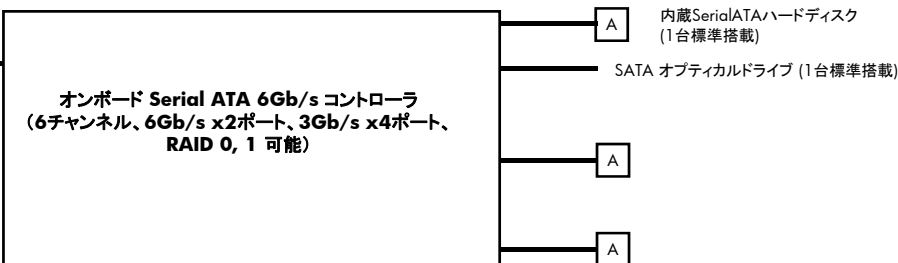 A
内蔵SerialATAハードディスク
(1台標準搭載)
SATA オプティカルドライブ (1台標準搭載)
オンボード Serial ATA 6Gb/s コントローラ
(6チャンネル、6Gb/s x2ポート、3Gb/s x4ポート、
RAID 0, 1 可能)
A
A